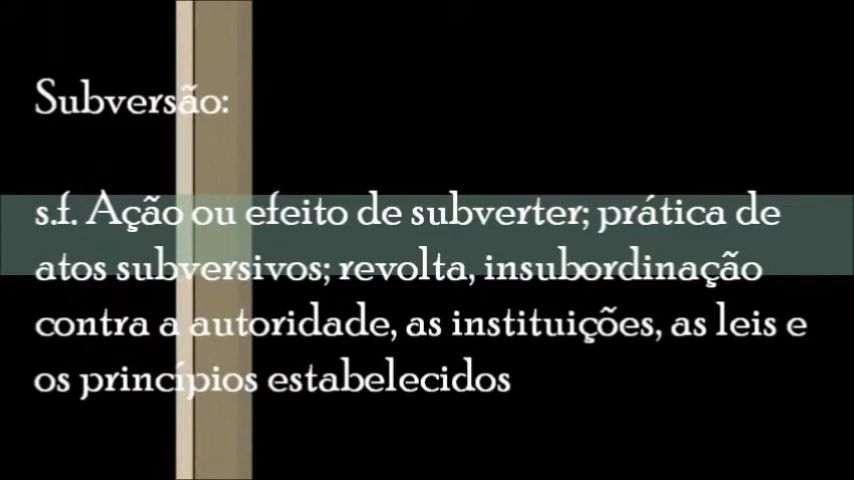 Subversão:
s.f. Ação ou efeito de subverter; prática de
atos subversivos; revolta, insubordinação
contra a autoridade, as instituições, as leis e
os princípios estabelecidos